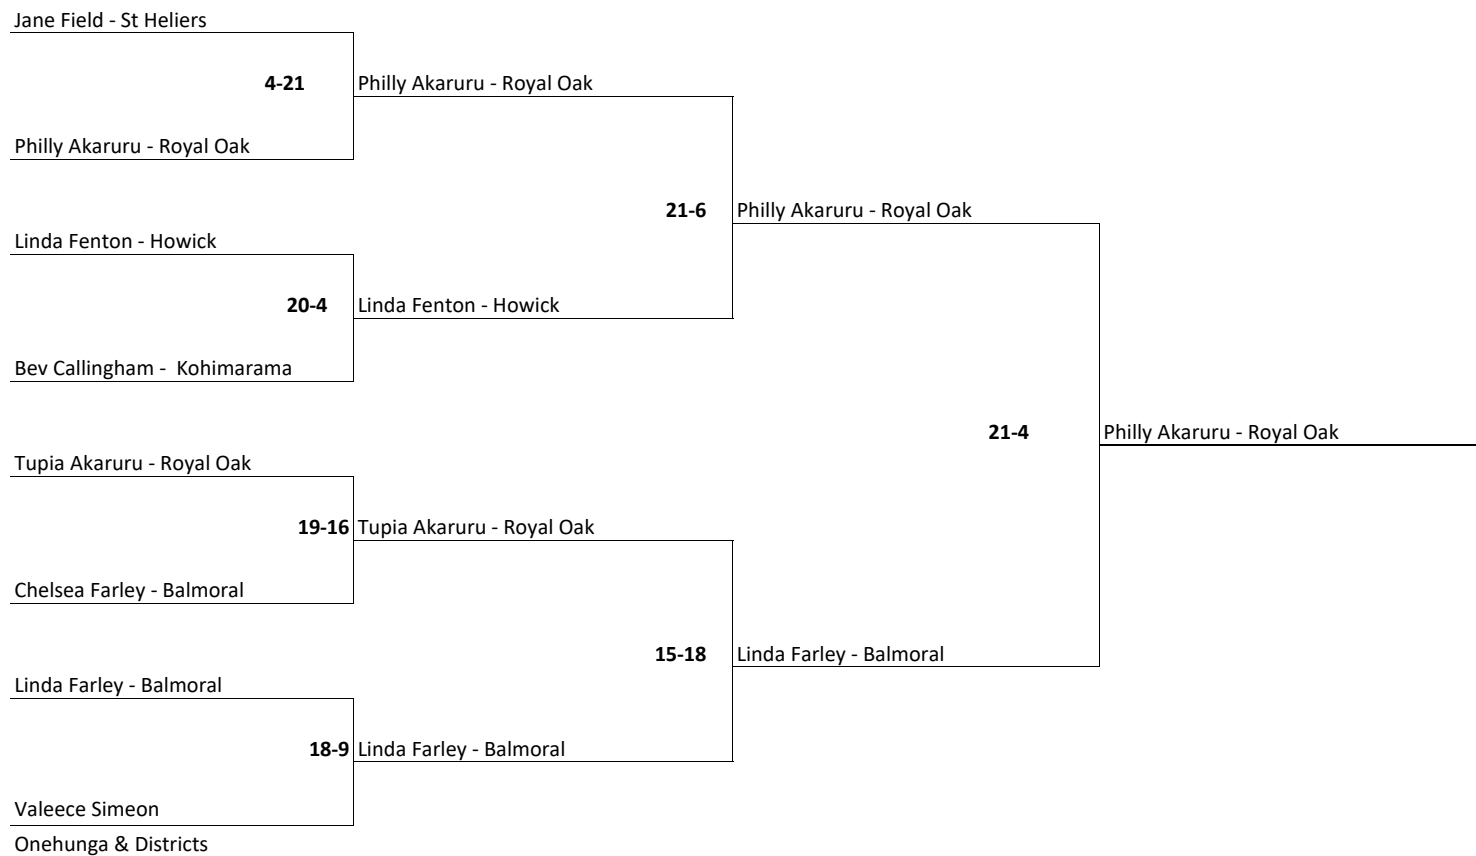 Jane Field - St Heliers
4-21
Philly Akaruru - Royal Oak
Philly Akaruru - Royal Oak
21-6
Philly Akaruru - Royal Oak
Linda Fenton - Howick
20-4
Linda Fenton - Howick
Bev Callingham -  Kohimarama
21-4
Philly Akaruru - Royal Oak
Tupia Akaruru - Royal Oak
19-16
Tupia Akaruru - Royal Oak
Chelsea Farley - Balmoral
15-18
Linda Farley - Balmoral
Linda Farley - Balmoral
18-9
Linda Farley - Balmoral
Valeece Simeon
Onehunga & Districts